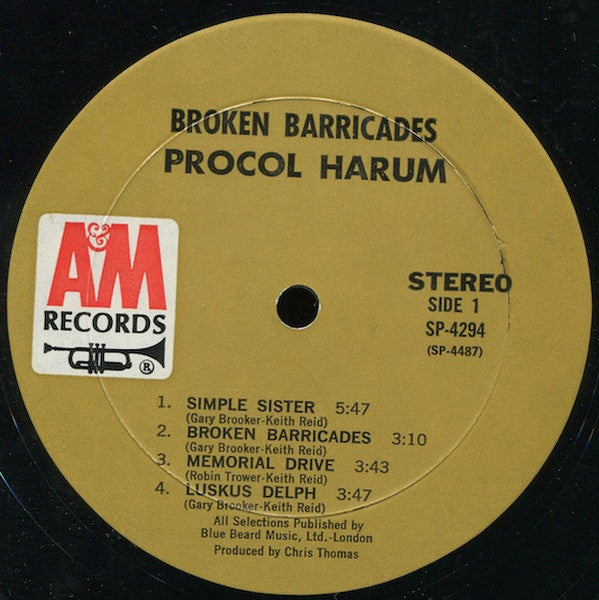 BROKEN BARRICADES
PROCOL HARUM
A&M
RECORDS
®
STEREO
SIDE 1
SP-4294
(SP-4487)
1. SIMPLE SISTER 5:47
(Gary Brooker-Keith Reid)
2. BROKEN BARRICADES 3:10
(Gary Brooker-Keith Reid)
3. MEMORIAL DRIVE 3:43
(Robin Trower-Keith Reid)
4. LUSKUS DELPH 3:47
(Gary Brooker-Keith Reid)
All Selections Published by
Blue Beard Music, Ltd.-London
Produced by Chris Thomas